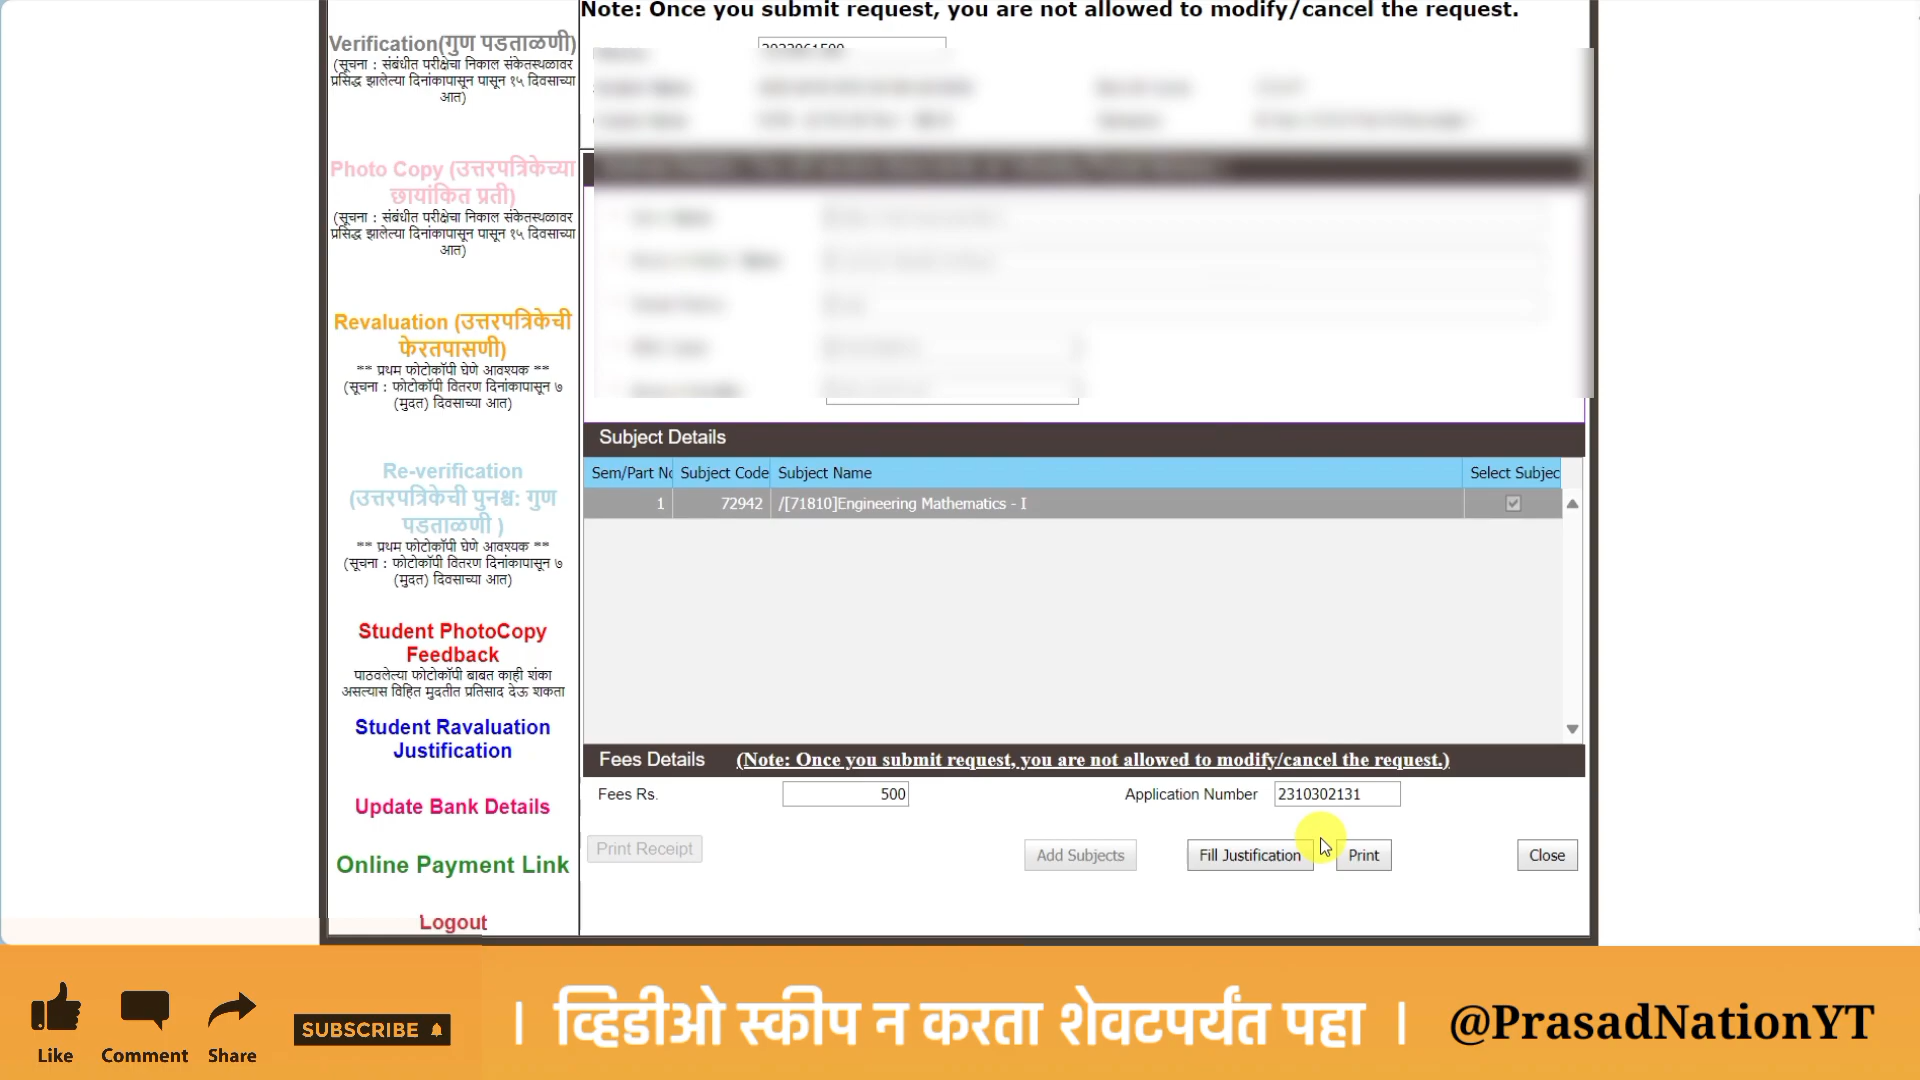 Note: Once you submit request, you are not allowed to modify/cancel the request.
Verification(गुण पडताळणी)
(सूचना : संबंधीत परीक्षेचा निकाल संकेतस्थळावर
प्रसिद्ध झालेल्या दिनांकापासून पासून १५ दिवसाच्या
आत)
Photo Copy (उत्तरपत्रिकेच्या
छायांकित प्रती)
(सूचना : संबंधीत परीक्षेचा निकाल संकेतस्थळावर
प्रसिद्ध झालेल्या दिनांकापासून पासून १५ दिवसाच्या
आत)
Revaluation (उत्तरपत्रिकेची
फेरतपासणी)
** प्रथम फोटोकॉपी घेणे आवश्यक **
(सूचना : फोटोकॉपी वितरण दिनांकापासून ७
(मुदत) दिवसाच्या आत)
Re-verification
(उत्तरपत्रिकेची पुनश्च: गुण
पडताळणी )
** प्रथम फोटोकॉपी घेणे आवश्यक **
(सूचना : फोटोकॉपी वितरण दिनांकापासून ७
(मुदत) दिवसाच्या आत)
Student PhotoCopy
Feedback
पाठवलेल्या फोटोकॉपी बाबत काही शंका
असल्यास विहित मुदतीत प्रतिसाद देऊ शकता
Student Ravaluation
Justification
Update Bank Details
Online Payment Link
Logout
Subject Details
Sem/Part No Subject Code Subject Name Select Subjec
1 72942 /[71810]Engineering Mathematics - I
Fees Details (Note: Once you submit request, you are not allowed to modify/cancel the request.)
Fees Rs. 500 Application Number 2310302131
Print Receipt Add Subjects Fill Justification Print Close
Like Comment Share SUBSCRIBE
। व्हिडीओ स्कीप न करता शेवटपर्यंत पहा ।
@PrasadNationYT